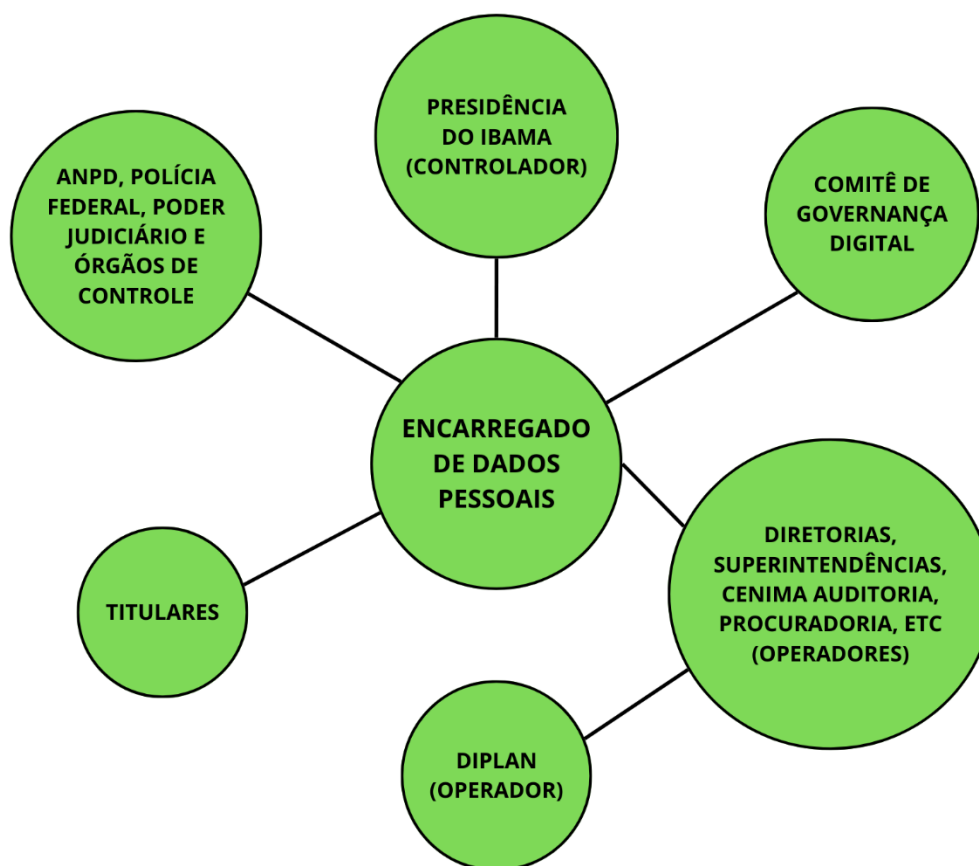 PRESIDÊNCIA
DO IBAMA
(CONTROLADOR)
ANPD, POLÍCIA
FEDERAL, PODER
JUDICIÁRIO E
ÓRGÃOS DE
CONTROLE
COMITÊ DE
GOVERNANÇA
DIGITAL
ENCARREGADO
DE DADOS
PESSOAIS
DIRETORIAS,
SUPERINTENDÊNCIAS,
CENIMA AUDITORIA,
PROCURADORIA, ETC
(OPERADORES)
TITULARES
DIPLAN
(OPERADOR)